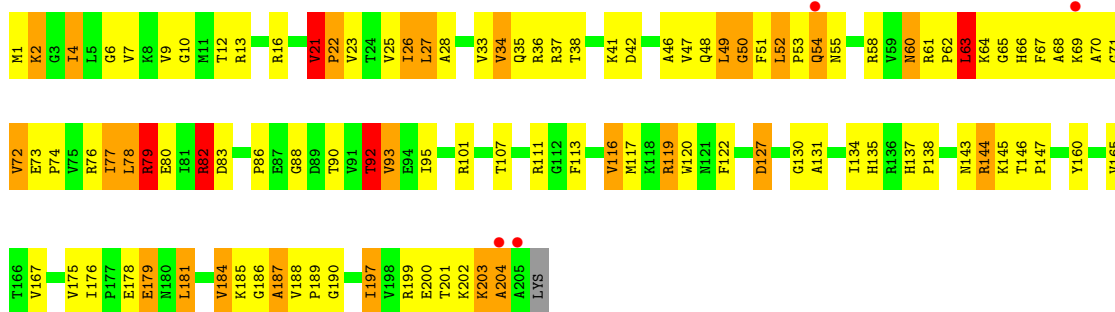 M1 K2 G3 I4 L5 G6 V7 K8 V9 G10 M11 T12 R13 R16 V21 P22 V23 T24 V25 I26 L27 A28 V33 V34 Q35 R36 R37 T38 K41 D42 A46 V47 Q48 L49 G50 F51 L52 P53 Q54 N55 R58 V59 N60 R61 P62 L63 K64 G65 H66 F67 A68 K69 A70 G71
V72 E73 P74 V75 R76 I77 L78 R79 E80 I81 R82 D83 P86 E87 G88 D89 T90 V91 T92 V93 E94 I95 R101 T107 R111 G112 F113 V116 M117 K118 R119 W120 N121 F122 D127 G130 A131 I134 H135 R136 H137 P138 N143 R144 K145 T146 P147 Y160 V165
T166 V167 V175 I176 P177 E178 E179 N180 L181 V184 K185 G186 A187 V188 P189 G190 I197 V198 R199 E200 T201 K202 K203 A204 A205 LYS